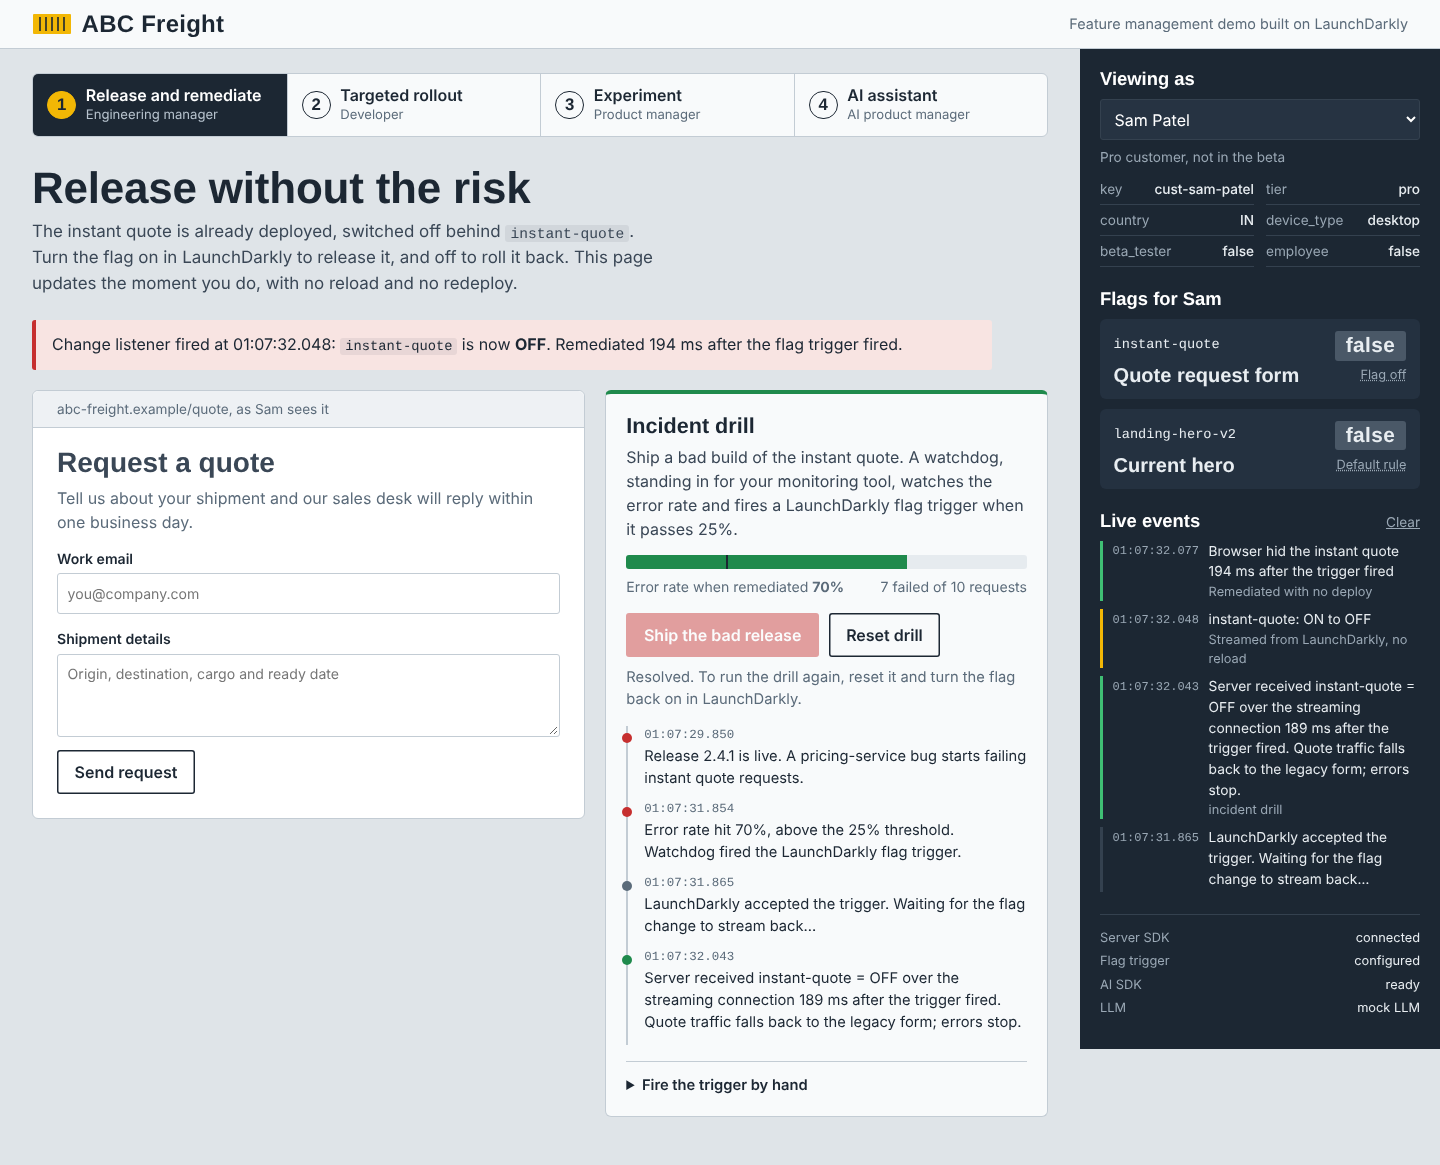 ABC Freight
Feature management demo built on LaunchDarkly
1 Release and remediate
Engineering manager
2 Targeted rollout
Developer
3 Experiment
Product manager
4 AI assistant
AI product manager
Release without the risk
The instant quote is already deployed, switched off behind instant-quote.
Turn the flag on in LaunchDarkly to release it, and off to roll it back. This page
updates the moment you do, with no reload and no redeploy.
Change listener fired at 01:07:32.048: instant-quote is now OFF. Remediated 194 ms after the flag trigger fired.
abc-freight.example/quote, as Sam sees it
Request a quote
Tell us about your shipment and our sales desk will reply within
one business day.
Work email
you@company.com
Shipment details
Origin, destination, cargo and ready date
Send request
Incident drill
Ship a bad build of the instant quote. A watchdog,
standing in for your monitoring tool, watches the
error rate and fires a LaunchDarkly flag trigger when
it passes 25%.
Error rate when remediated 70% 7 failed of 10 requests
Ship the bad release Reset drill
Resolved. To run the drill again, reset it and turn the flag
back on in LaunchDarkly.
01:07:29.850
Release 2.4.1 is live. A pricing-service bug starts failing
instant quote requests.
01:07:31.854
Error rate hit 70%, above the 25% threshold.
Watchdog fired the LaunchDarkly flag trigger.
01:07:31.865
LaunchDarkly accepted the trigger. Waiting for the flag
change to stream back...
01:07:32.043
Server received instant-quote = OFF over the
streaming connection 189 ms after the trigger fired.
Quote traffic falls back to the legacy form; errors stop.
Fire the trigger by hand
Viewing as
Sam Patel
Pro customer, not in the beta
key cust-sam-patel tier pro
country IN device_type desktop
beta_tester false employee false
Flags for Sam
instant-quote false
Quote request form Flag off
landing-hero-v2 false
Current hero Default rule
Live events Clear
01:07:32.077 Browser hid the instant quote
194 ms after the trigger fired
Remediated with no deploy
01:07:32.048 instant-quote: ON to OFF
Streamed from LaunchDarkly, no
reload
01:07:32.043 Server received instant-quote =
OFF over the streaming
connection 189 ms after the
trigger fired. Quote traffic falls
back to the legacy form; errors
stop.
incident drill
01:07:31.865 LaunchDarkly accepted the
trigger. Waiting for the flag
change to stream back...
Server SDK connected
Flag trigger configured
AI SDK ready
LLM mock LLM